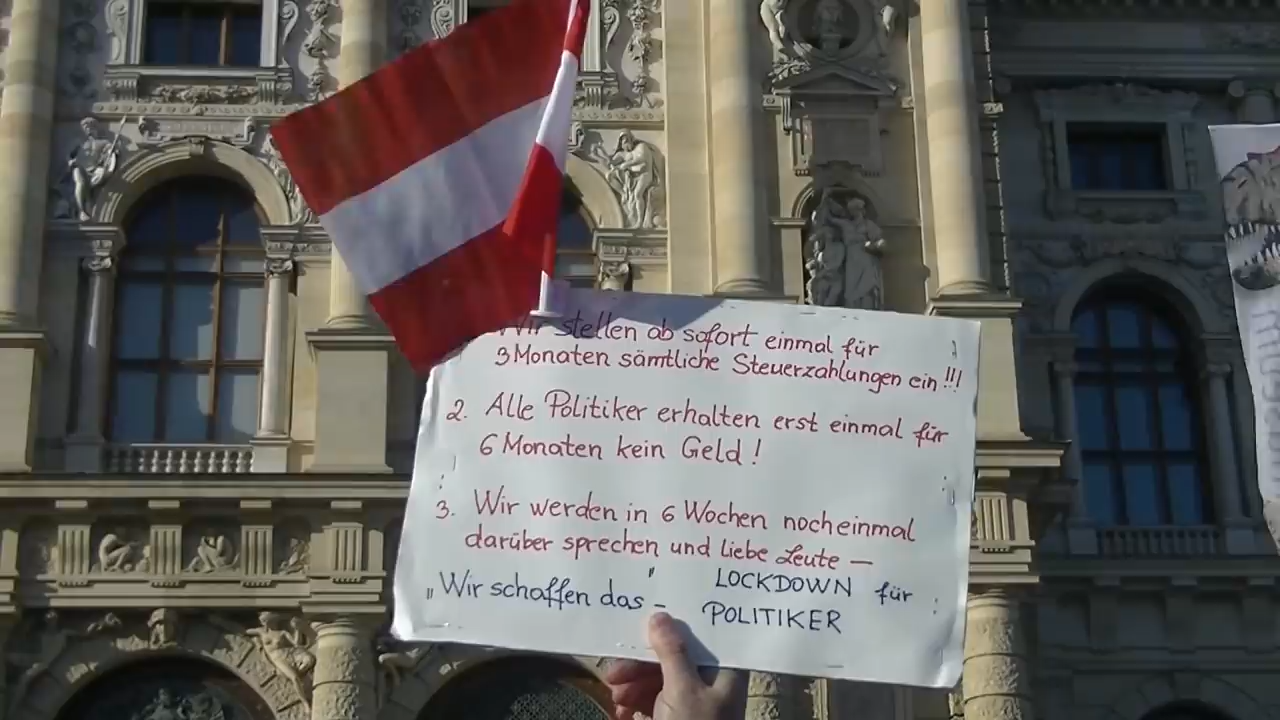 Wir stellen ab sofort einmal für
3 Monaten sämtliche Steuerzahlungen ein !!!
2. Alle Politiker erhalten erst einmal für
6 Monaten kein Geld !
3. Wir werden in 6 Wochen nocheinmal
darüber sprechen und liebe Leute —
„Wir schaffen das" – LOCKDOWN für
POLITIKER